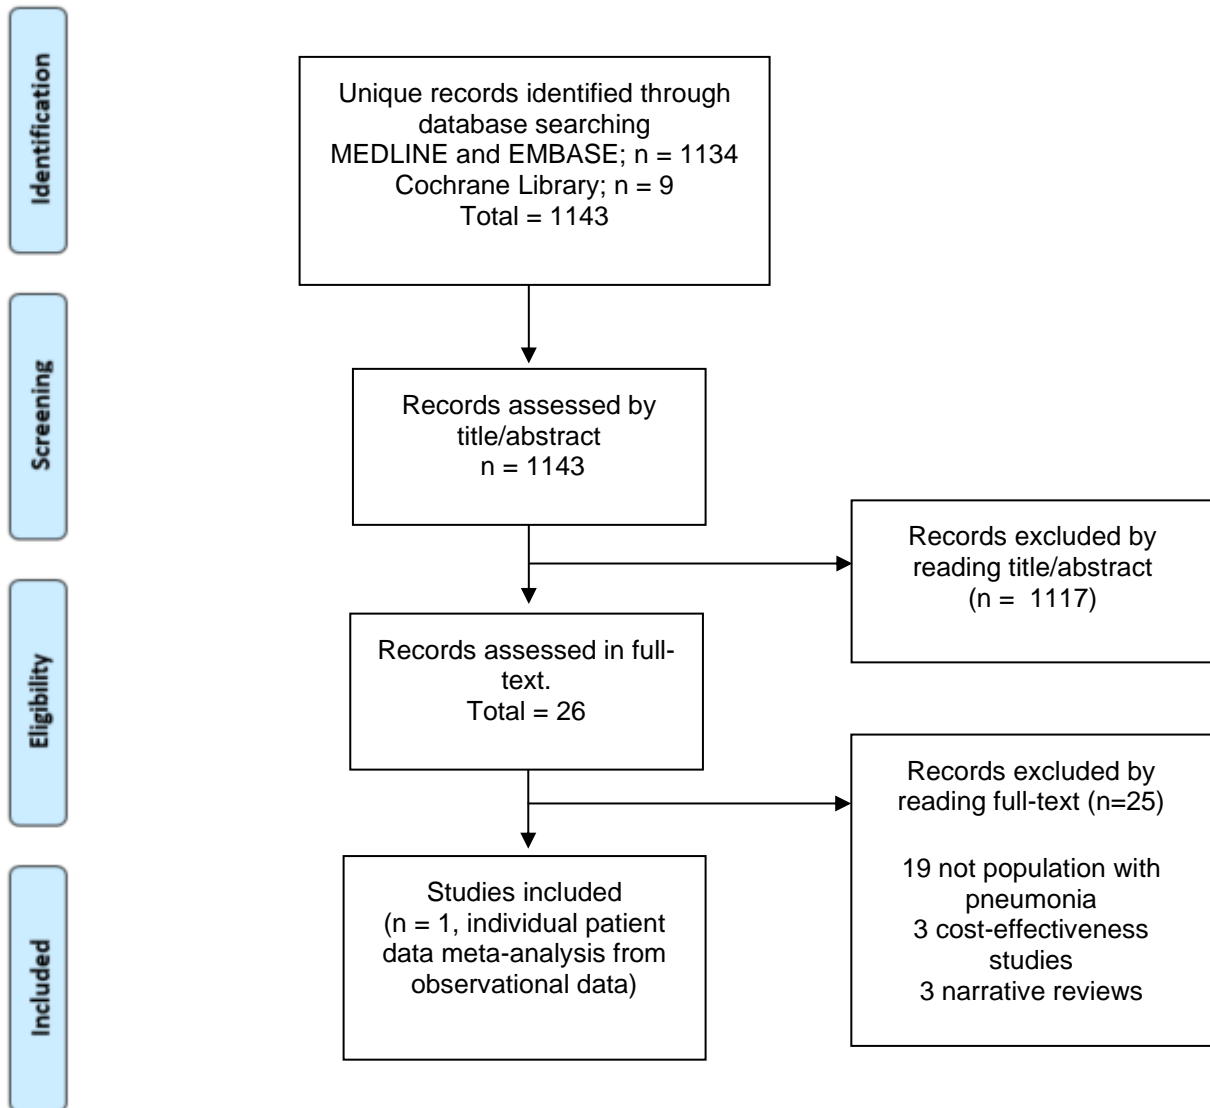 Identification
Unique records identified through
database searching
MEDLINE and EMBASE; n = 1134
Cochrane Library; n = 9
Total = 1143
Screening
Records assessed by
title/abstract
n = 1143
Records excluded by
reading title/abstract
(n =  1117)
Eligibility
Records assessed in full-
text.
Total = 26
Records excluded by
reading full-text (n=25)
19 not population with
pneumonia
3 cost-effectiveness
studies
3 narrative reviews
Included
Studies included
(n = 1, individual patient
data meta-analysis from
observational data)